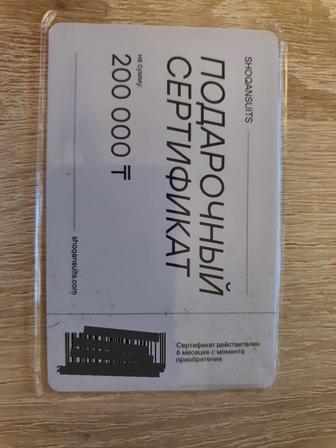 SHOQANSUITS
ПОДАРОЧНЫЙ
СЕРТИФИКАТ
на сумму:
200 000 ₸
shoqansuits.com
Сертификат действителен
6 месяцев с момента
приобретения